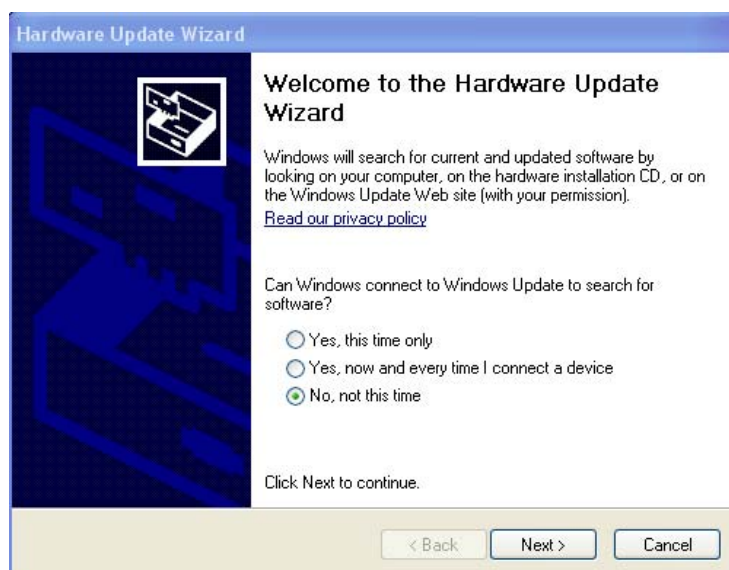 Hardware Update Wizard
Welcome to the Hardware Update
Wizard
Windows will search for current and updated software by
looking on your computer, on the hardware installation CD, or on
the Windows Update Web site (with your permission).
Read our privacy policy
Can Windows connect to Windows Update to search for
software?
Yes, this time only
Yes, now and every time I connect a device
No, not this time
Click Next to continue.
< Back Next > Cancel